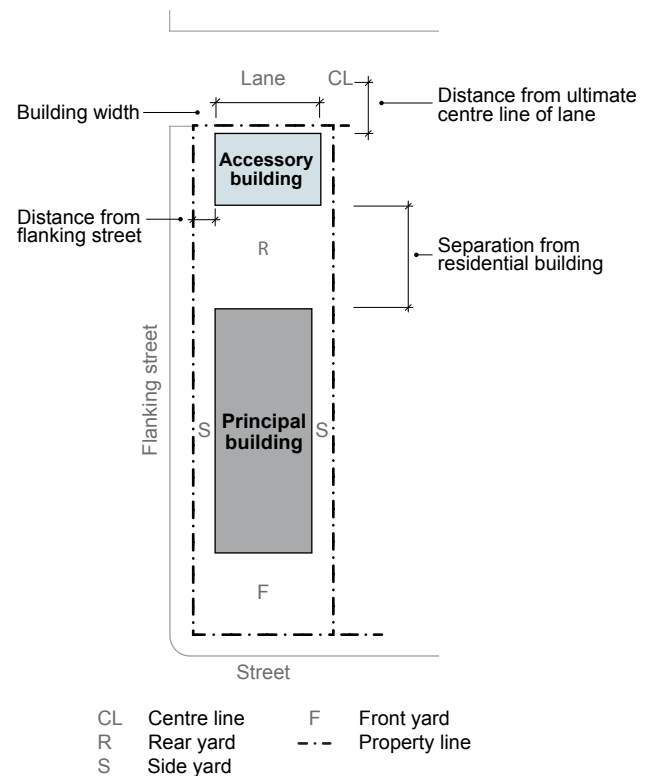 Lane
CL
Building width
Distance from ultimate
centre line of lane
Accessory
building
Distance from
flanking street
R
Separation from
residential building
Flanking street
S
Principal
building
S
F
Street
CL Centre line
F Front yard
R Rear yard
Property line
S Side yard